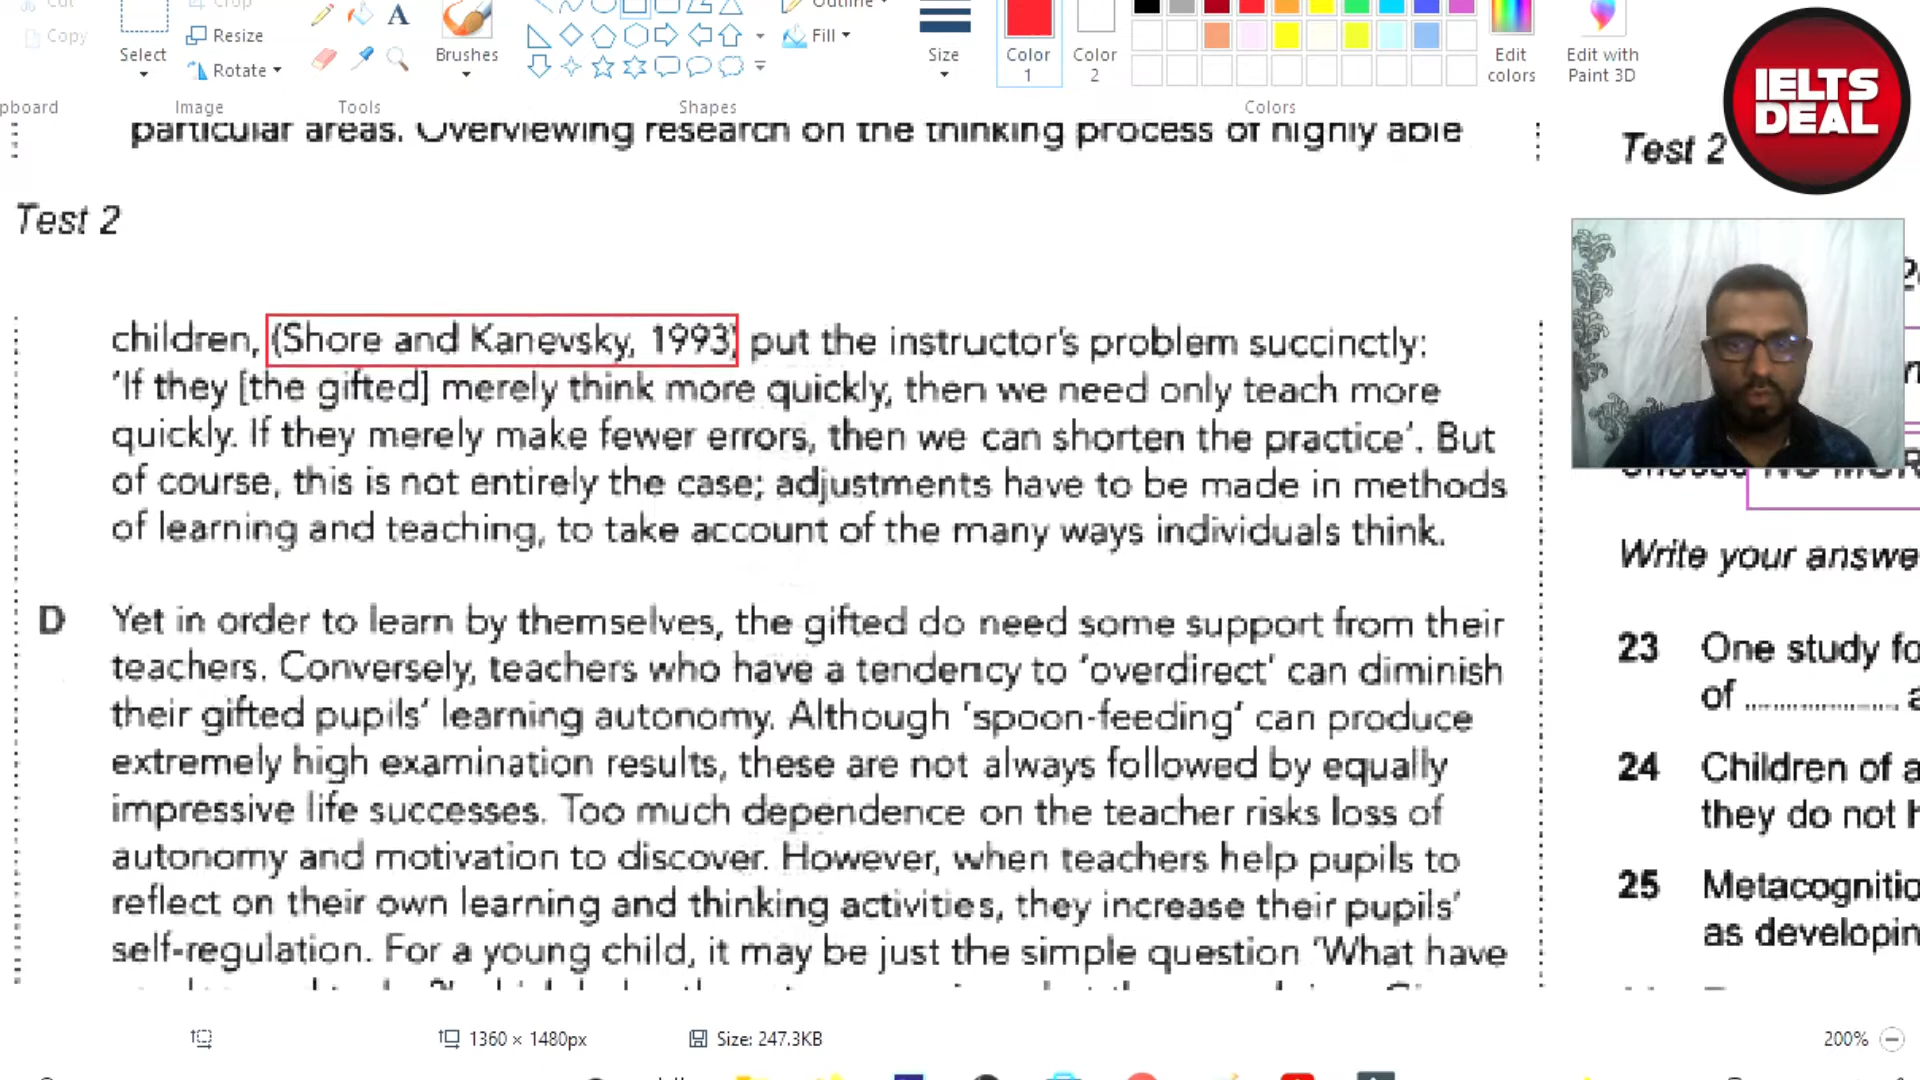 Cut
Copy
Crop
Resize
Rotate
Select
Brushes
Outline
Fill
Size
Color
1
Color
2
Edit
colors
Edit with
Paint 3D
pboard
Image
Tools
Shapes
Colors
IELTS
DEAL
particular areas. Overviewing research on the thinking process of highly able
Test 2
Test 2
children, (Shore and Kanevsky, 1993) put the instructor's problem succinctly:
'If they [the gifted] merely think more quickly, then we need only teach more
quickly. If they merely make fewer errors, then we can shorten the practice'. But
of course, this is not entirely the case; adjustments have to be made in methods
of learning and teaching, to take account of the many ways individuals think.
D Yet in order to learn by themselves, the gifted do need some support from their
teachers. Conversely, teachers who have a tendency to 'overdirect' can diminish
their gifted pupils' learning autonomy. Although 'spoon-feeding' can produce
extremely high examination results, these are not always followed by equally
impressive life successes. Too much dependence on the teacher risks loss of
autonomy and motivation to discover. However, when teachers help pupils to
reflect on their own learning and thinking activities, they increase their pupils'
self-regulation. For a young child, it may be just the simple question 'What have
Write your answe
23 One study fo
of .................... a
24 Children of a
they do not h
25 Metacognitio
as developin
1360 × 1480px
Size: 247.3KB
200%